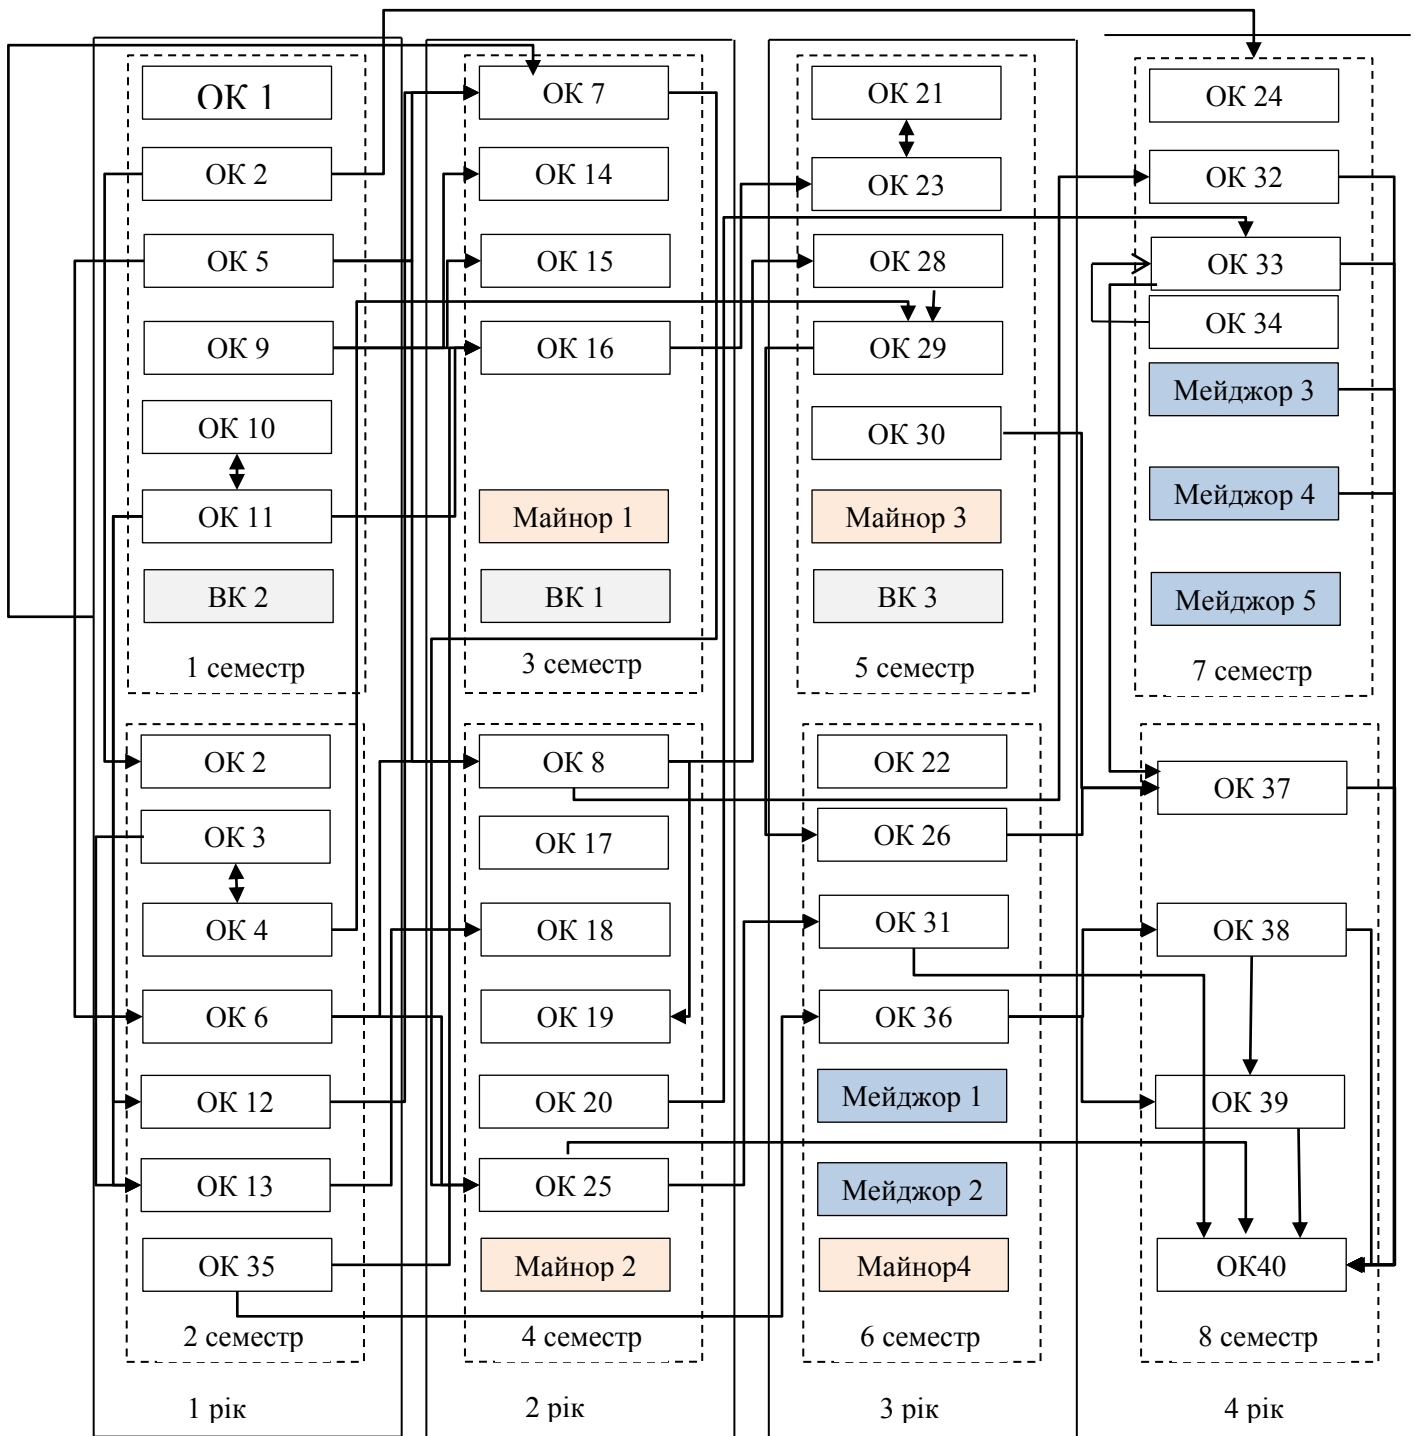 ОК 1
ОК 2
ОК 5
ОК 9
ОК 10
ОК 11
ВК 2
1 семестр
ОК 2
ОК 3
ОК 4
ОК 6
ОК 12
ОК 13
ОК 35
2 семестр
1 рік
ОК 7
ОК 14
ОК 15
ОК 16
Майнор 1
ВК 1
3 семестр
ОК 8
ОК 17
ОК 18
ОК 19
ОК 20
ОК 25
Майнор 2
4 семестр
2 рік
ОК 21
ОК 23
ОК 28
ОК 29
ОК 30
Майнор 3
ВК 3
5 семестр
ОК 22
ОК 26
ОК 31
ОК 36
Мейджор 1
Мейджор 2
Майнор4
6 семестр
3 рік
ОК 24
ОК 32
ОК 33
ОК 34
Мейджор 3
Мейджор 4
Мейджор 5
7 семестр
ОК 37
ОК 38
ОК 39
ОК40
8 семестр
4 рік